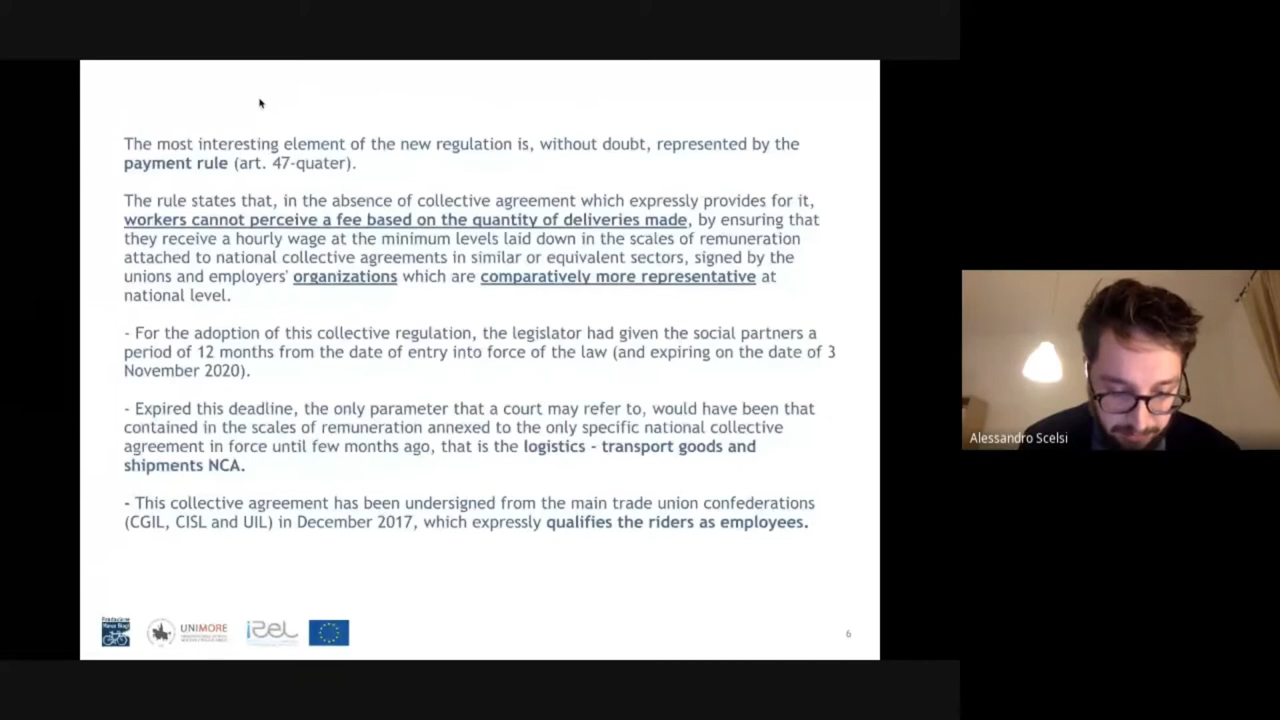 The most interesting element of the new regulation is, without doubt, represented by the
payment rule (art. 47-quater).
The rule states that, in the absence of collective agreement which expressly provides for it,
workers cannot perceive a fee based on the quantity of deliveries made, by ensuring that
they receive a hourly wage at the minimum levels laid down in the scales of remuneration
attached to national collective agreements in similar or equivalent sectors, signed by the
unions and employers' organizations which are comparatively more representative at
national level.
- For the adoption of this collective regulation, the legislator had given the social partners a
period of 12 months from the date of entry into force of the law (and expiring on the date of 3
November 2020).
- Expired this deadline, the only parameter that a court may refer to, would have been that
contained in the scales of remuneration annexed to the only specific national collective
agreement in force until few months ago, that is the logistics - transport goods and
shipments NCA.
- This collective agreement has been undersigned from the main trade union confederations
(CGIL, CISL and UIL) in December 2017, which expressly qualifies the riders as employees.
Fondazione
Marco Biagi
UNIMORE
6
Alessandro Scelsi